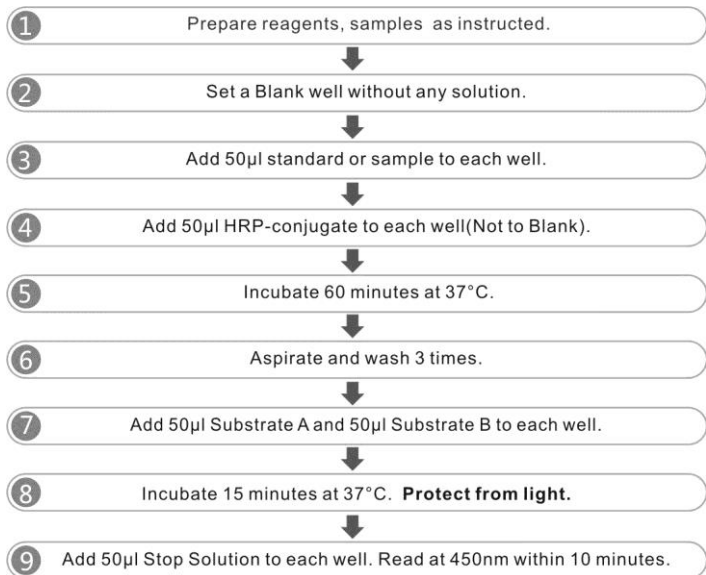 1 Prepare reagents, samples as instructed.
2 Set a Blank well without any solution.
3 Add 50µl standard or sample to each well.
4 Add 50µl HRP-conjugate to each well(Not to Blank).
5 Incubate 60 minutes at 37°C.
6 Aspirate and wash 3 times.
7 Add 50µl Substrate A and 50µl Substrate B to each well.
8 Incubate 15 minutes at 37°C. Protect from light.
9 Add 50µl Stop Solution to each well. Read at 450nm within 10 minutes.